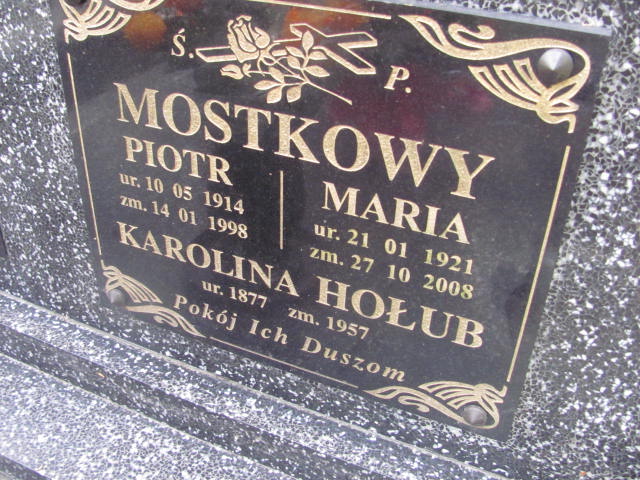 Ś. P.
MOSTKOWY
PIOTR
ur. 10 05 1914
zm. 14 01 1998
MARIA
ur. 21 01 1921
zm. 27 10 2008
KAROLINA HOŁUB
ur. 1877 zm. 1957
Pokój Ich Duszom